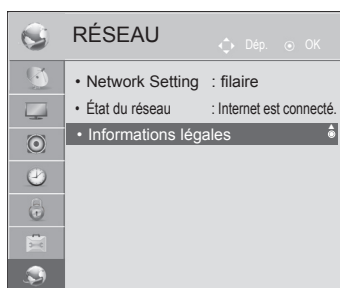 RÉSEAU
Dép. OK
• Network Setting : filaire
• État du réseau : Internet est connecté.
• Informations légales